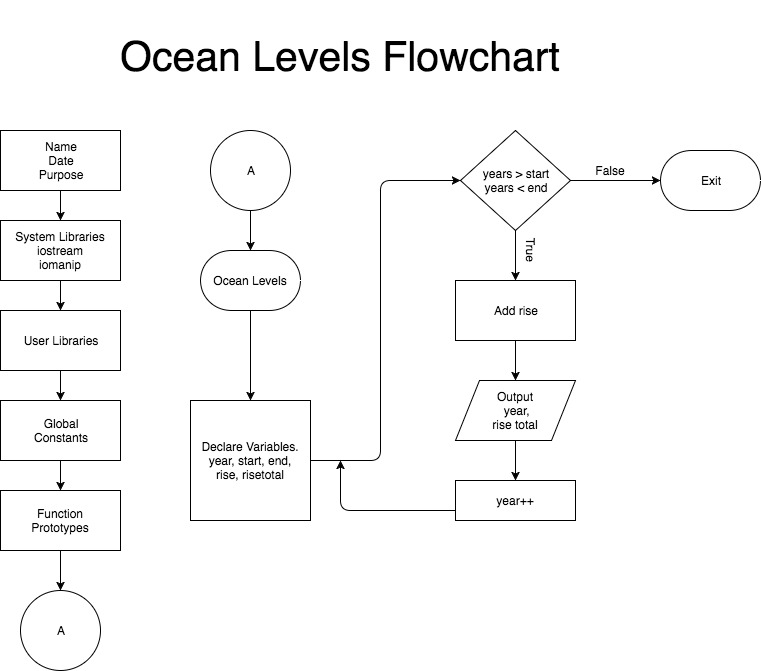 Ocean Levels Flowchart
Name
Date
Purpose
System Libraries
iostream
iomanip
User Libraries
Global
Constants
Function
Prototypes
A
A
Ocean Levels
Declare Variables.
year, start, end,
rise, risetotal
years > start
years < end
False
Exit
True
Add rise
Output
year,
rise total
year++